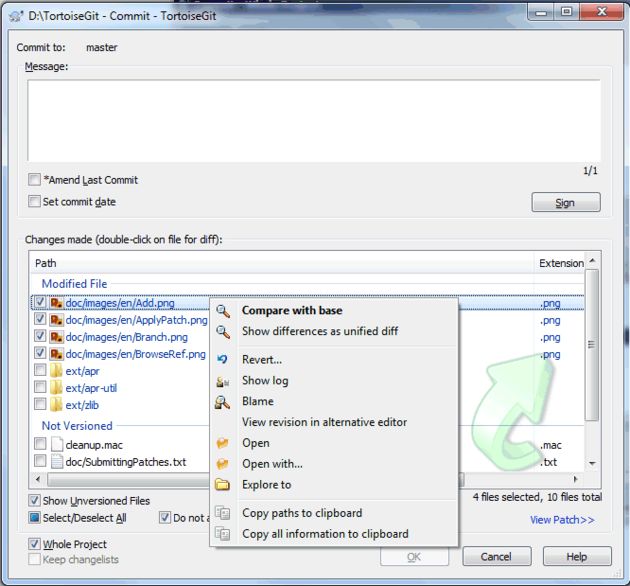 D:\TortoiseGit - Commit - TortoiseGit
Commit to: master
Message:
1/1
*Amend Last Commit
Set commit date
Sign
Changes made (double-click on file for diff):
Path Extension
Modified File
doc/images/en/Add.png .png
doc/images/en/ApplyPatch.png .png
doc/images/en/Branch.png .png
doc/images/en/BrowseRef.png .png
ext/apr
ext/apr-util
ext/zlib
Not Versioned
cleanup.mac .mac
doc/SubmittingPatches.txt .txt
Compare with base
Show differences as unified diff
Revert...
Show log
Blame
View revision in alternative editor
Open
Open with...
Explore to
Copy paths to clipboard
Copy all information to clipboard
Show Unversioned Files
4 files selected, 10 files total
Select/Deselect All
Do not
View Patch>>
Whole Project
Keep changelists
OK
Cancel
Help